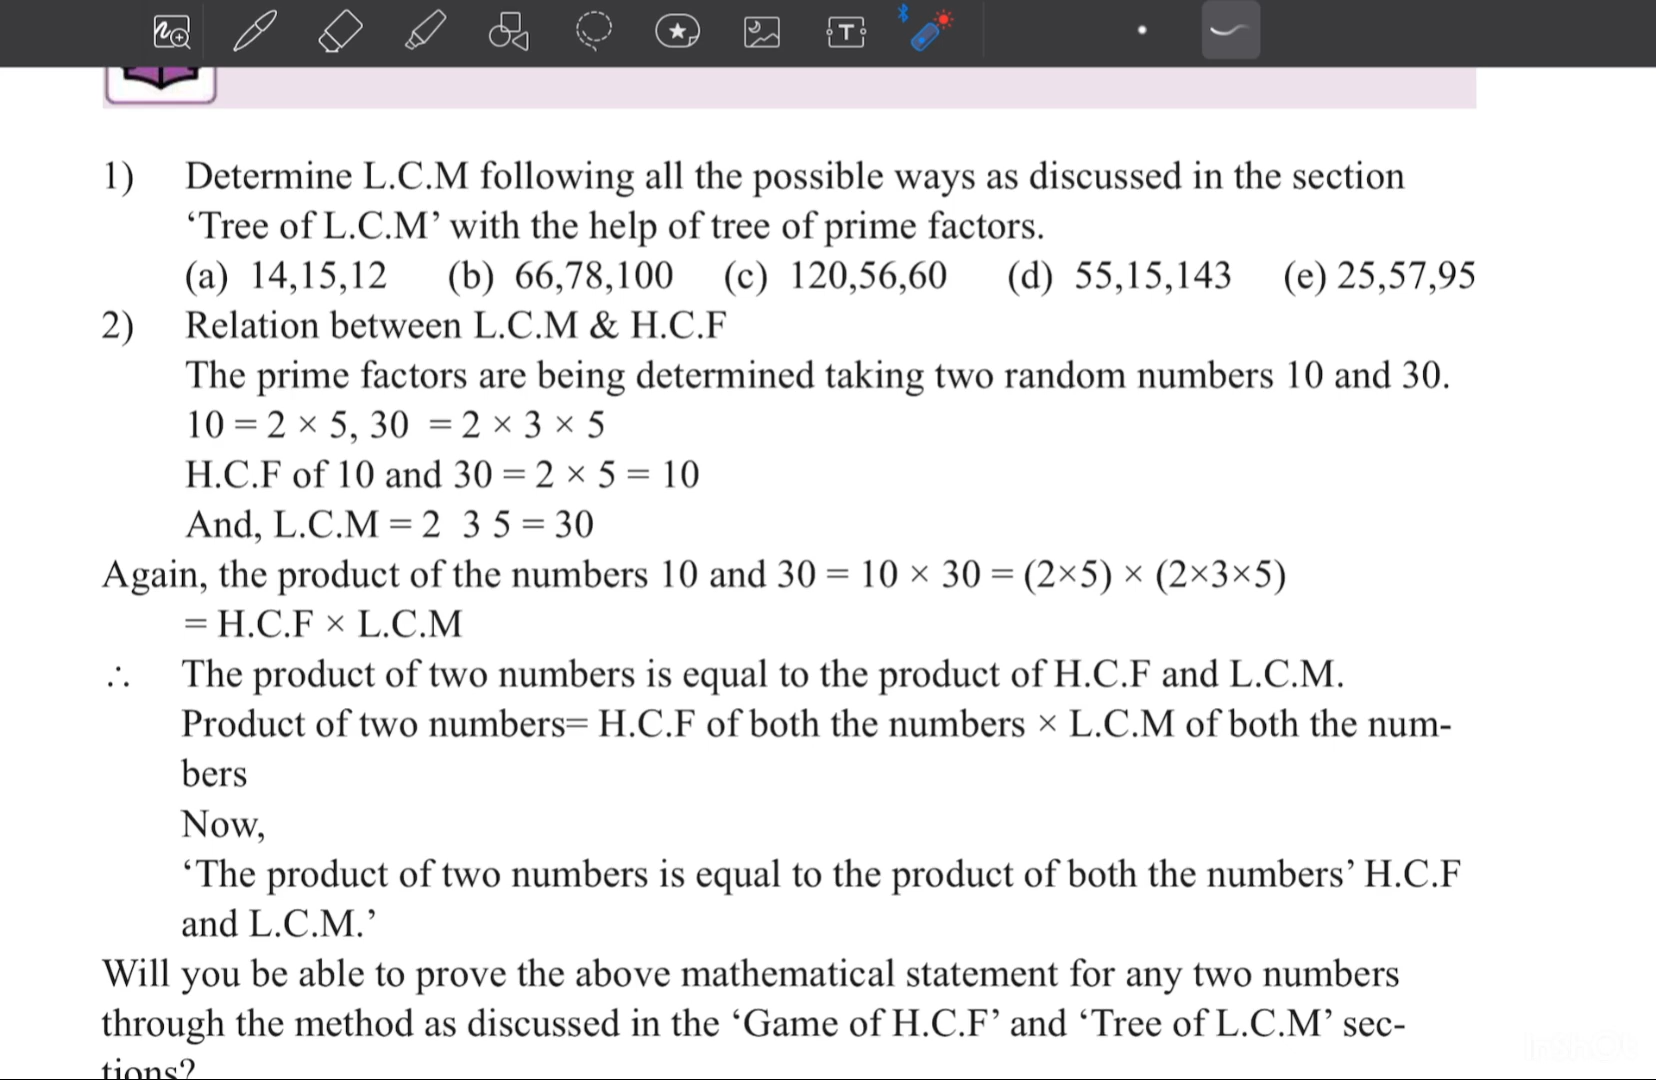 1) Determine L.C.M following all the possible ways as discussed in the section
‘Tree of L.C.M’ with the help of tree of prime factors.
(a) 14,15,12 (b) 66,78,100 (c) 120,56,60 (d) 55,15,143 (e) 25,57,95
2) Relation between L.C.M & H.C.F
The prime factors are being determined taking two random numbers 10 and 30.
10 = 2 × 5, 30 = 2 × 3 × 5
H.C.F of 10 and 30 = 2 × 5 = 10
And, L.C.M = 2 3 5 = 30
Again, the product of the numbers 10 and 30 = 10 × 30 = (2×5) × (2×3×5)
= H.C.F × L.C.M
∴ The product of two numbers is equal to the product of H.C.F and L.C.M.
Product of two numbers= H.C.F of both the numbers × L.C.M of both the num-
bers
Now,
‘The product of two numbers is equal to the product of both the numbers’ H.C.F
and L.C.M.’
Will you be able to prove the above mathematical statement for any two numbers
through the method as discussed in the ‘Game of H.C.F’ and ‘Tree of L.C.M’ sec-
tions?